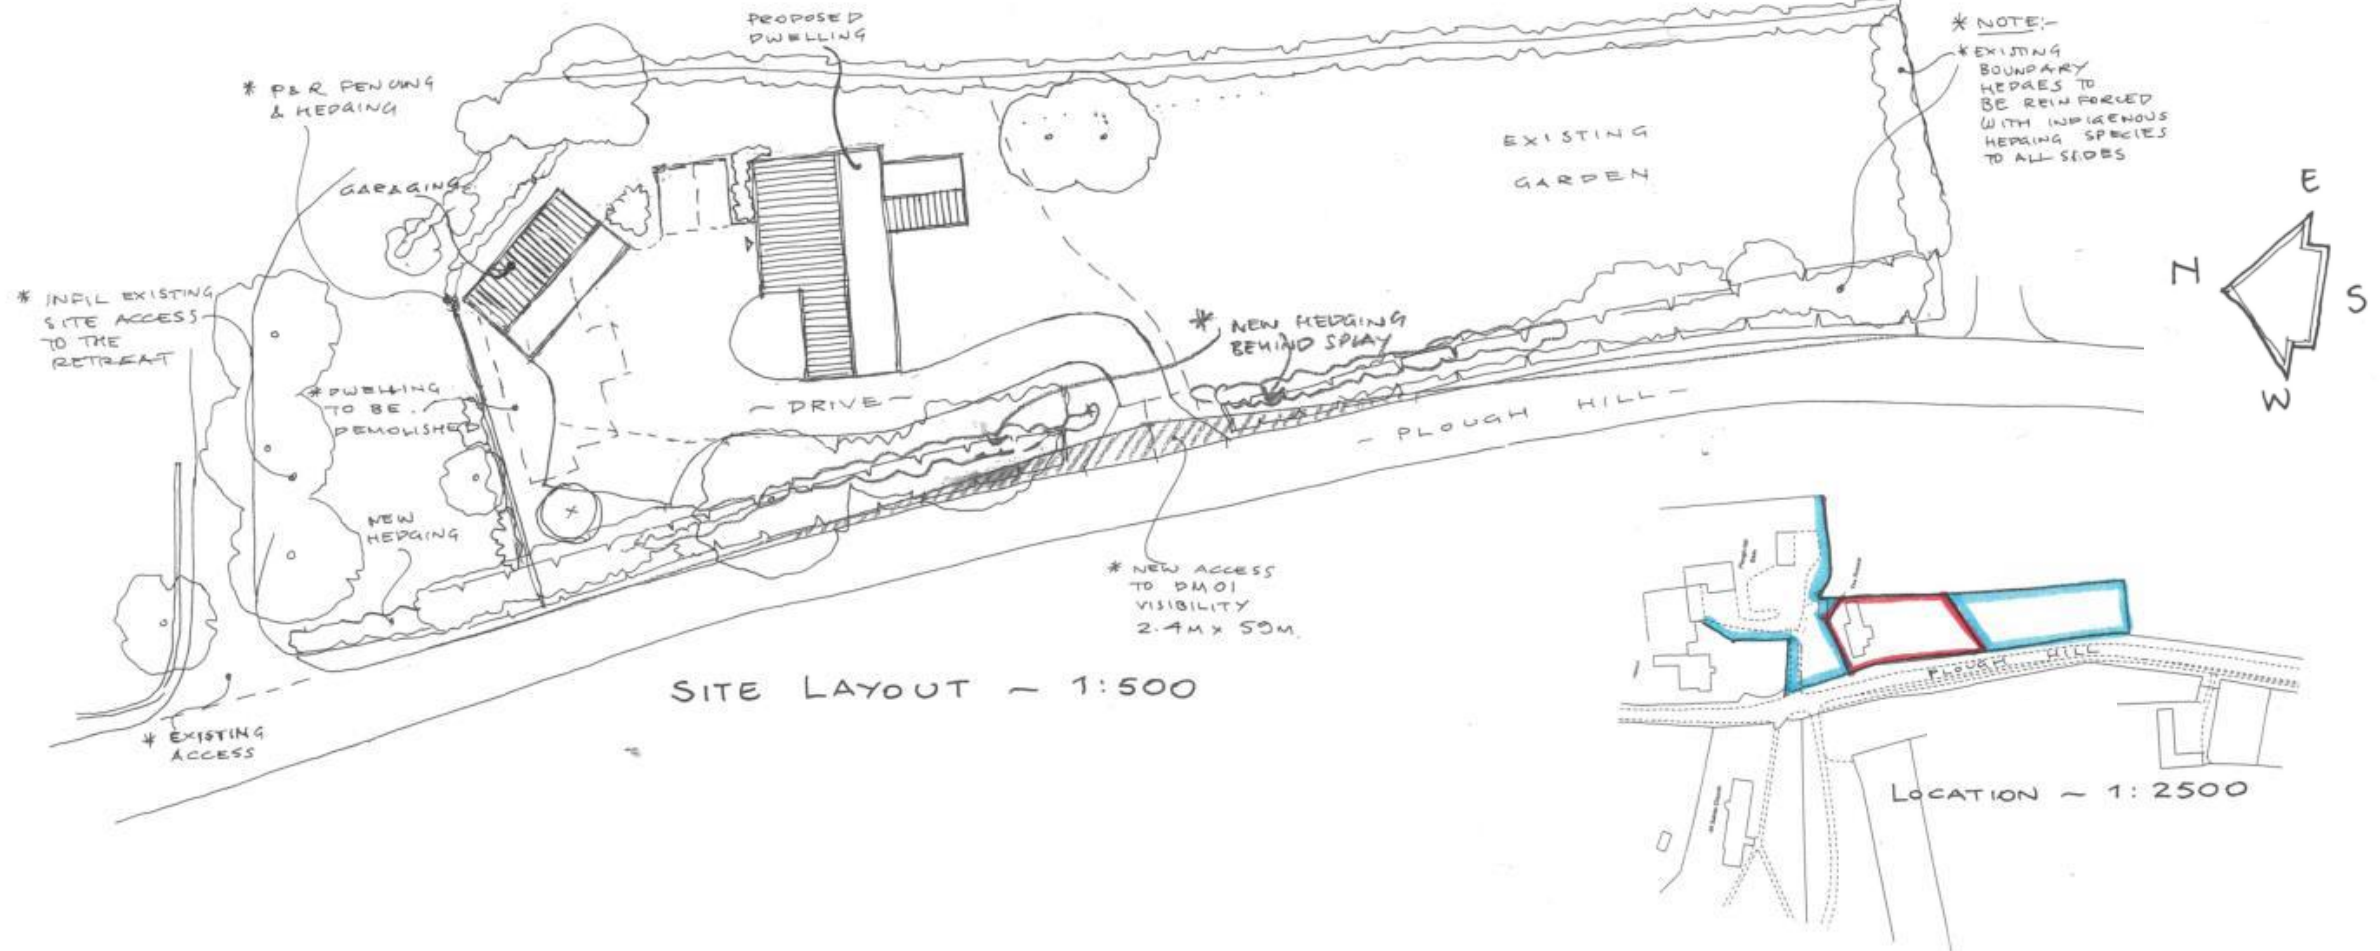 PROPOSED
DWELLING
* P&R FENCING
& HEDGING
GARAGING
* INFIL EXISTING
SITE ACCESS
TO THE
RETREAT
* DWELLING
TO BE
DEMOLISHED
NEW
HEDGING
* EXISTING
ACCESS
~ DRIVE ~
* NEW HEDGING
BEHIND SPLAY
- PLOUGH HILL -
* NEW ACCESS
TO DM01
VISIBILITY
2.4M x 59M.
EXISTING
GARDEN
* NOTE:-
* EXISTING
BOUNDARY
HEDGES TO
BE REINFORCED
WITH INDIGENOUS
HEDGING SPECIES
TO ALL SIDES
E
N
S
W
SITE LAYOUT ~ 1:500
PLOUGH HILL
LOCATION ~ 1:2500